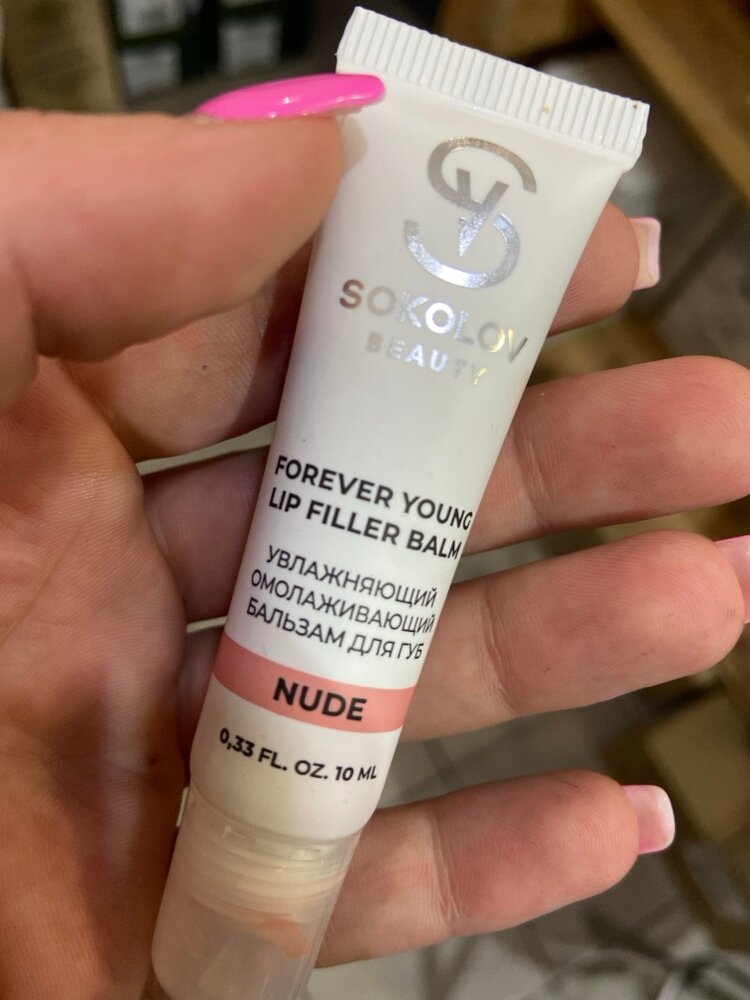 SV
SOKOLOV
BEAUTY
FOREVER YOUNG
LIP FILLER BALM
УВЛАЖНЯЮЩИЙ
ОМОЛАЖИВАЮЩИЙ
БАЛЬЗАМ ДЛЯ ГУБ
NUDE
0,33 FL. OZ. 10 ML